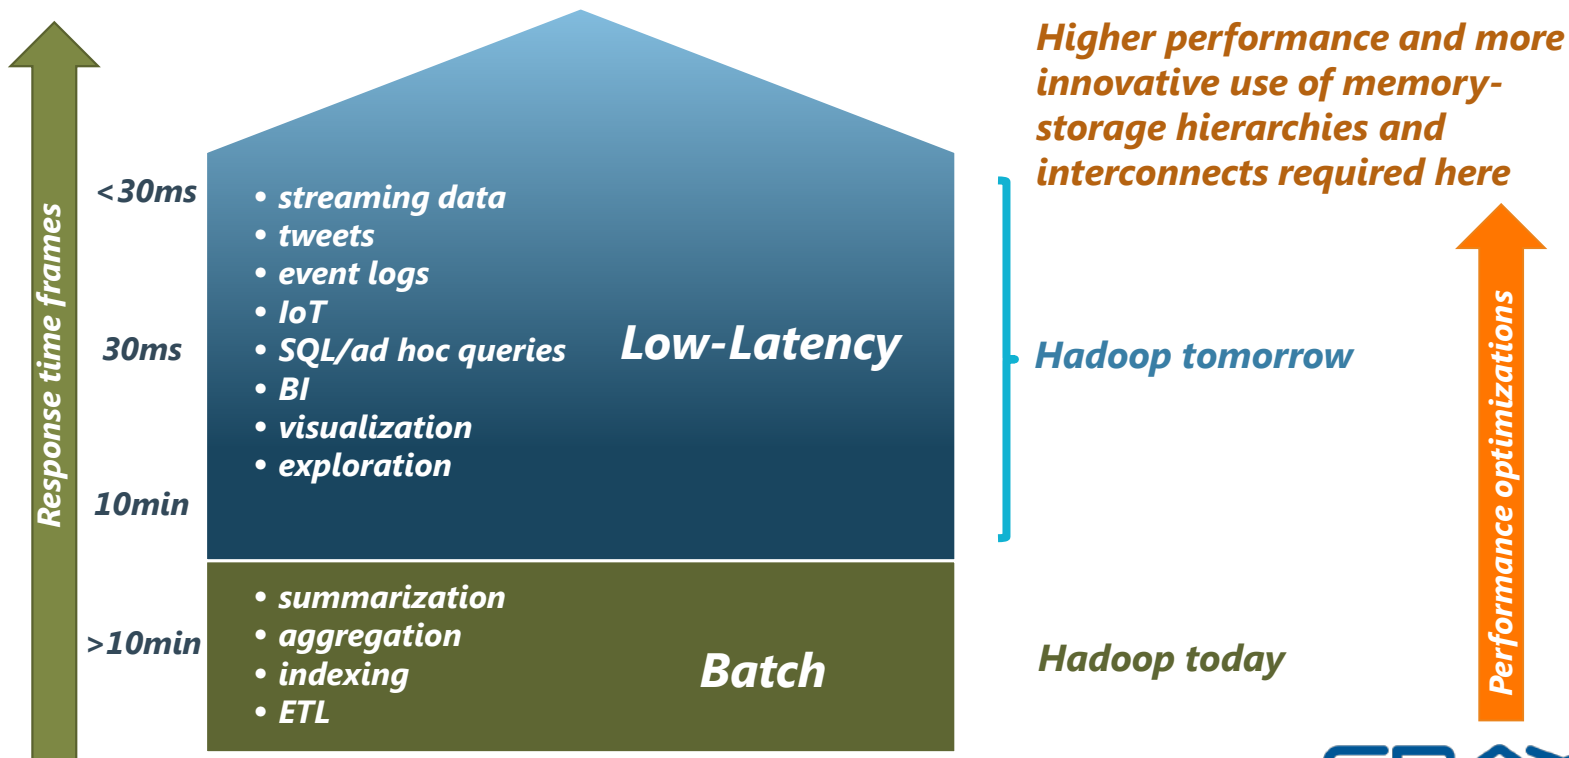 Response time frames
<30ms
30ms
10min
>10min
• streaming data
• tweets
• event logs
• IoT
• SQL/ad hoc queries
• BI
• visualization
• exploration
Low-Latency
• summarization
• aggregation
• indexing
• ETL
Batch
Higher performance and more
innovative use of memory-
storage hierarchies and
interconnects required here
Hadoop tomorrow
Hadoop today
Performance optimizations